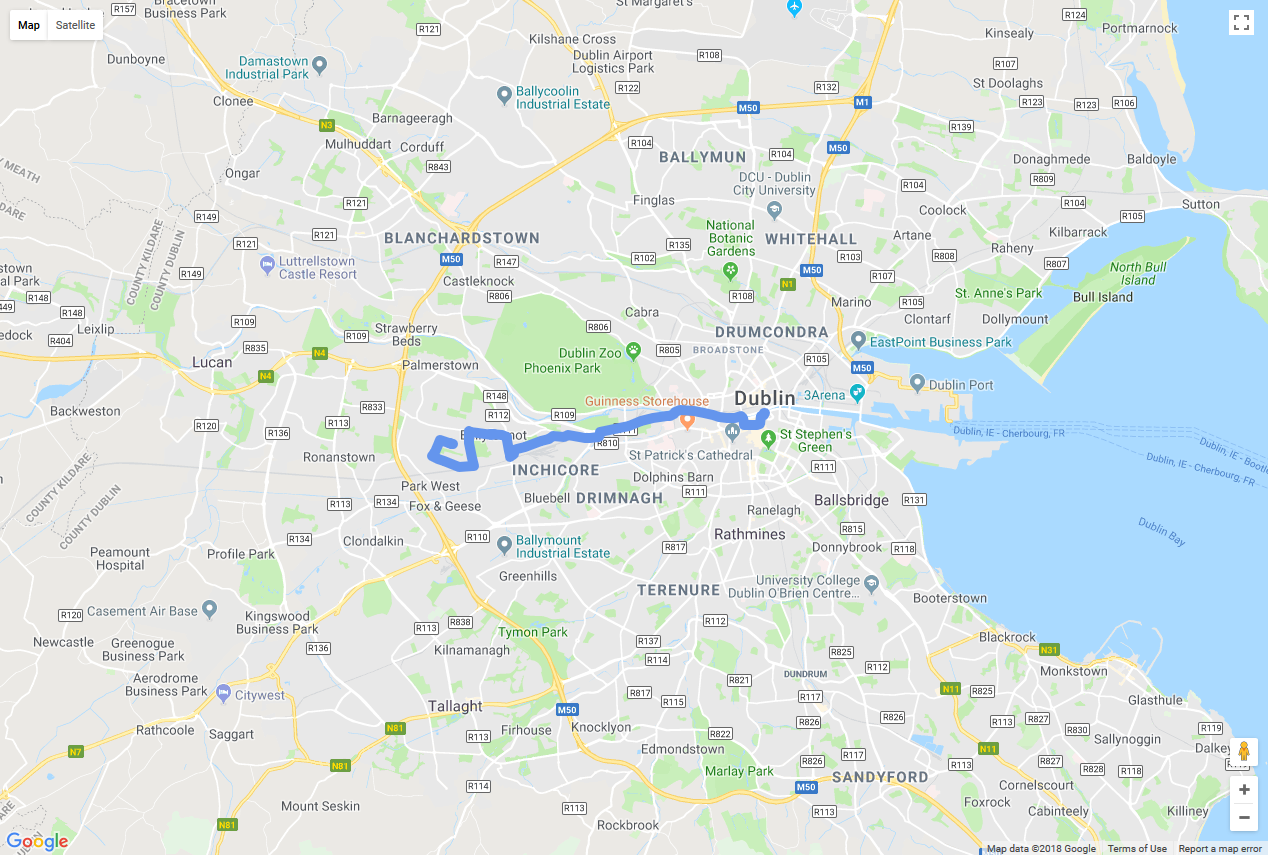 Map
Satellite
Bracetown
Business Park
R157
St Margaret's
R124
Portmarnock
R121
Kilshane Cross
Kinsealy
Dunboyne
Damastown
Industrial Park
Dublin Airport
Logistics Park
R108
R107
St Doolaghs
R122
R132
Clonee
Ballycoolin
Industrial Estate
M50
M1
R123
R123
R106
N3
Barnageeragh
R139
Mulhuddart
Corduff
R104
M50
R843
BALLYMUN
R104
Donaghmede
Baldoyle
MEATH
KILDARE
Ongar
DCU - Dublin
City University
R809
R104
R121
Finglas
R104
Sutton
R149
Coolock
R105
COUNTY KILDARE
COUNTY DUBLIN
R121
R121
BLANCHARDSTOWN
National
Botanic
Gardens
WHITEHALL
Artane
Kilbarrack
R135
Raheny
R103
R808
M50
R147
R102
R807
Luttrellstown
Castle Resort
R149
M50
R107
North Bull
Island
Castleknock
N1
R148
R806
R108
Marino
R105
St. Anne's Park
Bull Island
R148
Cabra
Clontarf
Dollymount
R109
Leixlip
R806
DRUMCONDRA
R404
R109
Strawberry
Beds
EastPoint Business Park
R835
N4
Dublin Zoo
R805
BROADSTONE
R105
Lucan
Palmerstown
Phoenix Park
M50
N4
Dublin Port
R148
Guinness Storehouse
Dublin
3Arena
R833
R112
R109
R113
Dublin, IE - Cherbourg, FR
R136
R810
St Stephen's
Green
St Patrick's Cathedral
Ronanstown
INCHICORE
R111
Dolphins Barn
COUNTY KILDARE
COUNTY DUBLIN
Park West
Bluebell
DRIMNAGH
R111
R113
R134
Fox & Geese
Ballsbridge
R131
Ranelagh
Dublin Bay
R134
R110
Rathmines
R815
Clondalkin
Ballymount
Industrial Estate
R817
Donnybrook
R118
Peamount
Hospital
Profile Park
Greenhills
TERENURE
University College
Dublin O'Brien Centre...
Booterstown
R120
Casement Air Base
Kingswood
Business Park
R113
R838
Tymon Park
R112
Newcastle
Greenogue
Business Park
R136
Kilnamanagh
R137
Blackrock
R114
R825
N31
R112
Monkstown
Aerodrome
Business Park
R821
DUNDRUM
Citywest
R817
R115
R117
N11
R825
Glasthule
Tallaght
M50
R826
R826
R113
R827
Rathcoole
Saggart
N81
R113
Firhouse
Knocklyon
R822
R830
R119
Edmondstown
Sallynoggin
N7
N11
Dalkey
R117
R826
N81
Marlay Park
R113
R827
R828
R118
SANDYFORD
R114
M50
Cornelscourt
Mount Seskin
R113
R113
Foxrock
Cabinteely
Killiney
N81
Rockbrook
Google
Map data ©2018 Google
Terms of Use
Report a map error